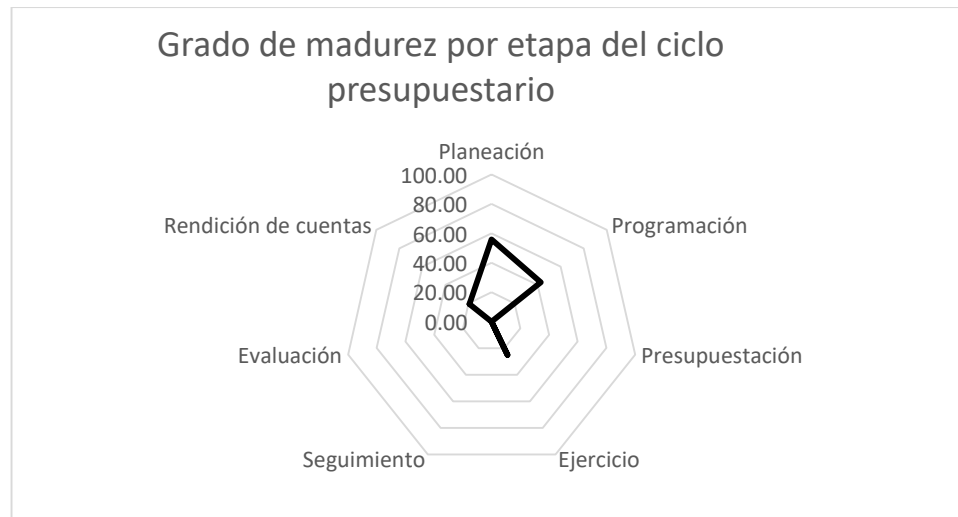 Grado de madurez por etapa del ciclo
presupuestario
Planeación
100.00
80.00
60.00
40.00
20.00
0.00
Rendición de cuentas
Programación
Evaluación
Presupuestación
Seguimiento
Ejercicio